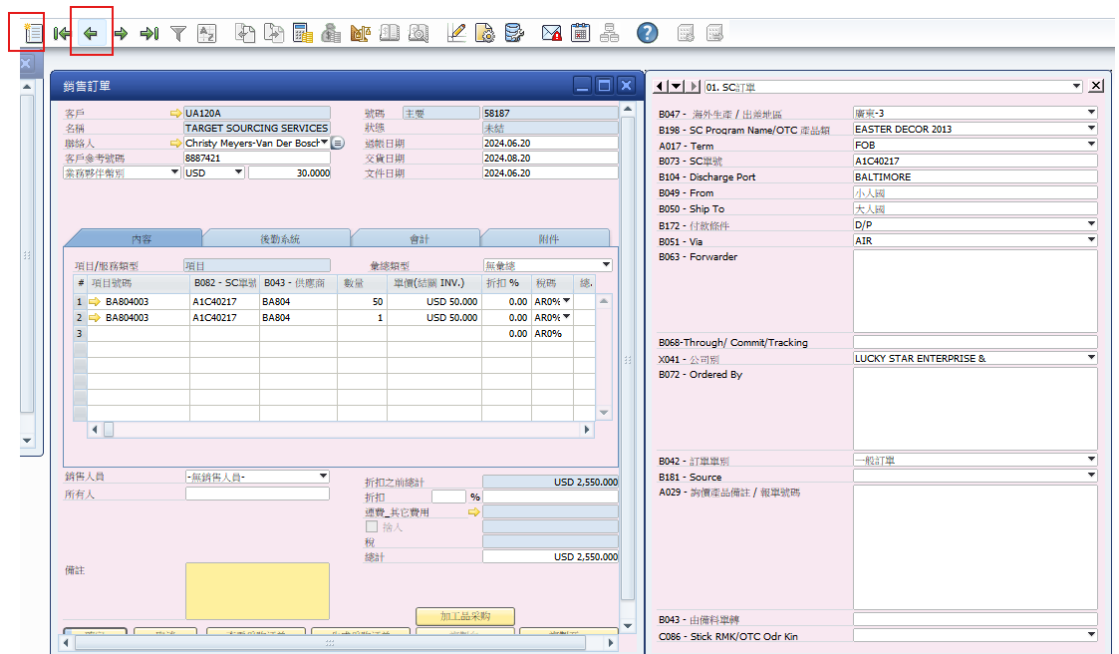 銷售訂單
客戶 UA120A
名稱 TARGET SOURCING SERVICES
聯絡人 Christy Meyers-Van Der Bosch
客戶參考號碼 8887421
業務夥伴幣別 USD 30.0000
號碼 主要 58187
狀態 未結
過帳日期 2024.06.20
交貨日期 2024.08.20
文件日期 2024.06.20
內容 後勤系統 會計 附件
項目/服務類型 項目 彙總類型 無彙總
# 項目號碼 B082 - SC單號 B043 - 供應商 數量 單價(結關 INV.) 折扣 % 稅碼 總.
1 BA804003 A1C40217 BA804 50 USD 50.000 0.00 AR0%
2 BA804003 A1C40217 BA804 1 USD 50.000 0.00 AR0%
3 0.00 AR0%
銷售人員 -無銷售人員-
所有人
備註
折扣之前總計 USD 2,550.000
折扣 %
運費_其它費用
捨入
稅
總計 USD 2,550.000
加工品采购
01. SC訂單
B047 - 海外生產 / 出差地區 廣東-3
B198 - SC Program Name/OTC 產品類 EASTER DECOR 2013
A017 - Term FOB
B073 - SC單號 A1C40217
B104 - Discharge Port BALTIMORE
B049 - From 小人國
B050 - Ship To 大人國
B172 - 付款條件 D/P
B051 - Via AIR
B063 - Forwarder
B068-Through/ Commit/Tracking
X041 - 公司別 LUCKY STAR ENTERPRISE &
B072 - Ordered By
B042 - 訂單單別 一般訂單
B181 - Source
A029 - 詢價產品備註 / 報單號碼
B043 - 由備料單轉
C086 - Stick RMK/OTC Odr Kin